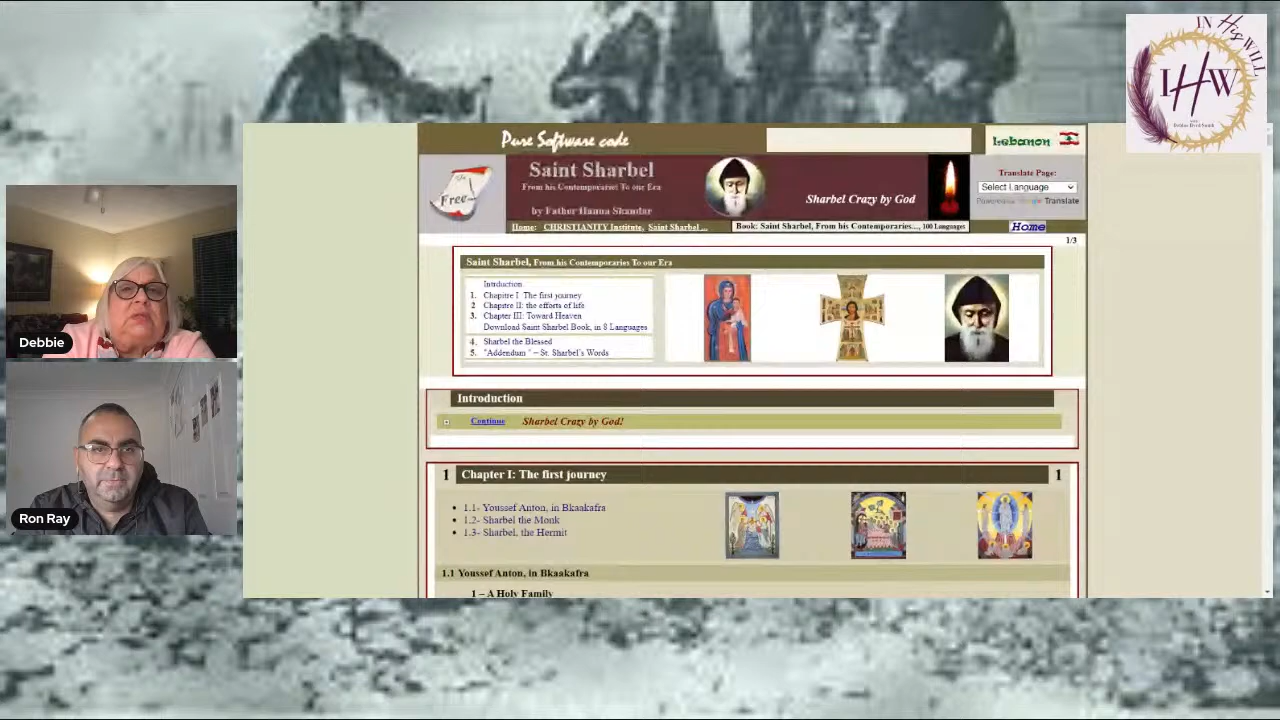 IN His WILL
IHW
Pure Software code
Lebanon
Free
Saint Sharbel
From his Contemporaries To our Era
by Father Hanna Skandar
Sharbel Crazy by God
Translate Page:
Select Language
Translate
Home: CHRISTIANITY Institute, Saint Sharbel ...
Book: Saint Sharbel, From his Contemporaries..., 100 Languages
Home
1/3
Saint Sharbel, From his Contemporaries To our Era
Intrduction
1. Chapitre I The first journey
2 Chapitre II: the efforts of life
3. Chapter III: Toward Heaven
Download Saint Sharbel Book, in 8 Languages
4. Sharbel the Blessed
5. "Addendum " – St. Sharbel's Words
Introduction
Continue Sharbel Crazy by God!
1 Chapter I: The first journey 1
1.1- Youssef Anton, in Bkaakafra
1.2- Sharbel the Monk
1.3- Sharbel, the Hermit
1.1 Youssef Anton, in Bkaakafra
1 – A Holy Family
Debbie
Ron Ray